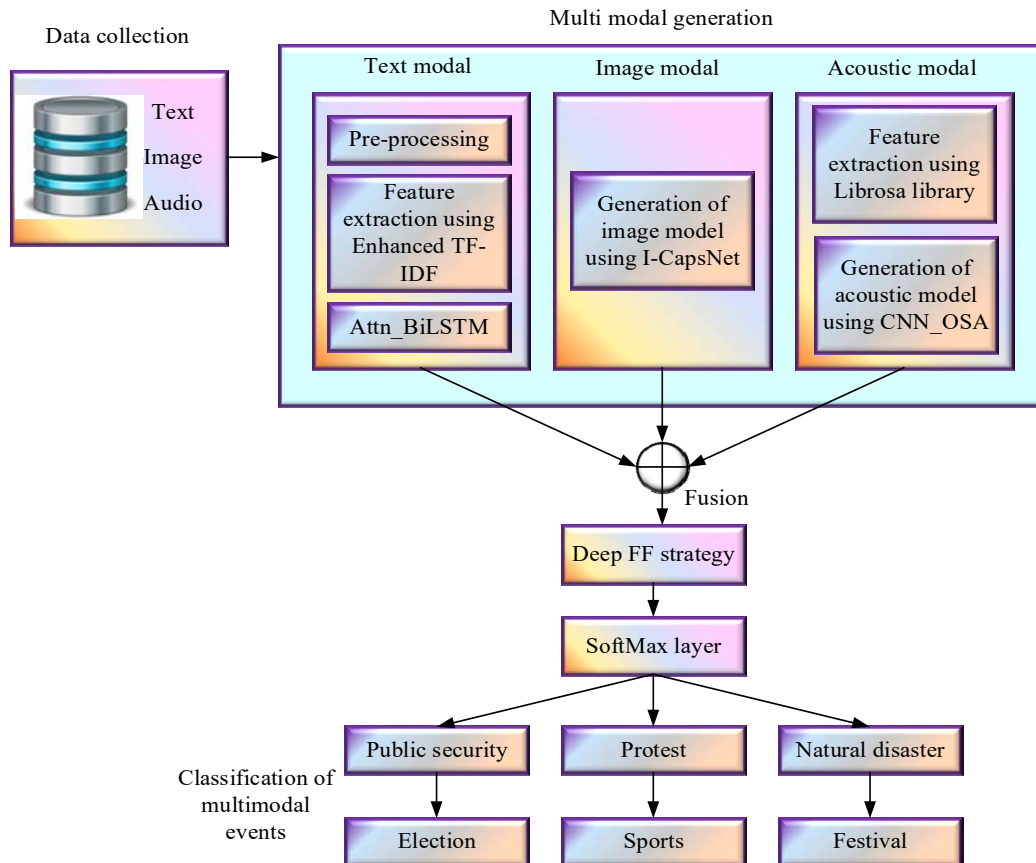 Multi modal generation
Data collection
Text
Image
Audio
Text modal
Pre-processing
Feature
extraction using
Enhanced TF-
IDF
Attn_BiLSTM
Image modal
Generation of
image model
using I-CapsNet
Acoustic modal
Feature
extraction using
Librosa library
Generation of
acoustic model
using CNN_OSA
Fusion
Deep FF strategy
SoftMax layer
Public security
Protest
Natural disaster
Classification of
multimodal
events
Election
Sports
Festival